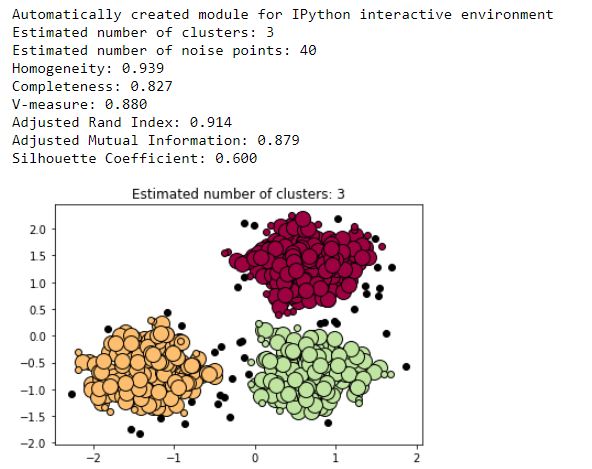 Automatically created module for IPython interactive environment
Estimated number of clusters: 3
Estimated number of noise points: 40
Homogeneity: 0.939
Completeness: 0.827
V-measure: 0.880
Adjusted Rand Index: 0.914
Adjusted Mutual Information: 0.879
Silhouette Coefficient: 0.600
Estimated number of clusters: 3
2.0
1.5
1.0
0.5
0.0
−0.5
−1.0
−1.5
−2.0
−2 −1 0 1 2